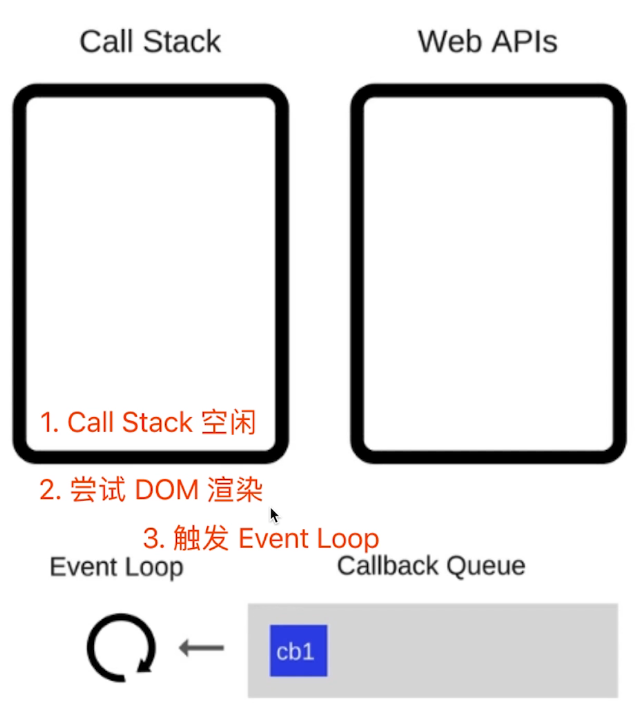 Call Stack
Web APIs
1. Call Stack 空闲
2. 尝试 DOM 渲染
3. 触发 Event Loop
Event Loop
Callback Queue
cb1